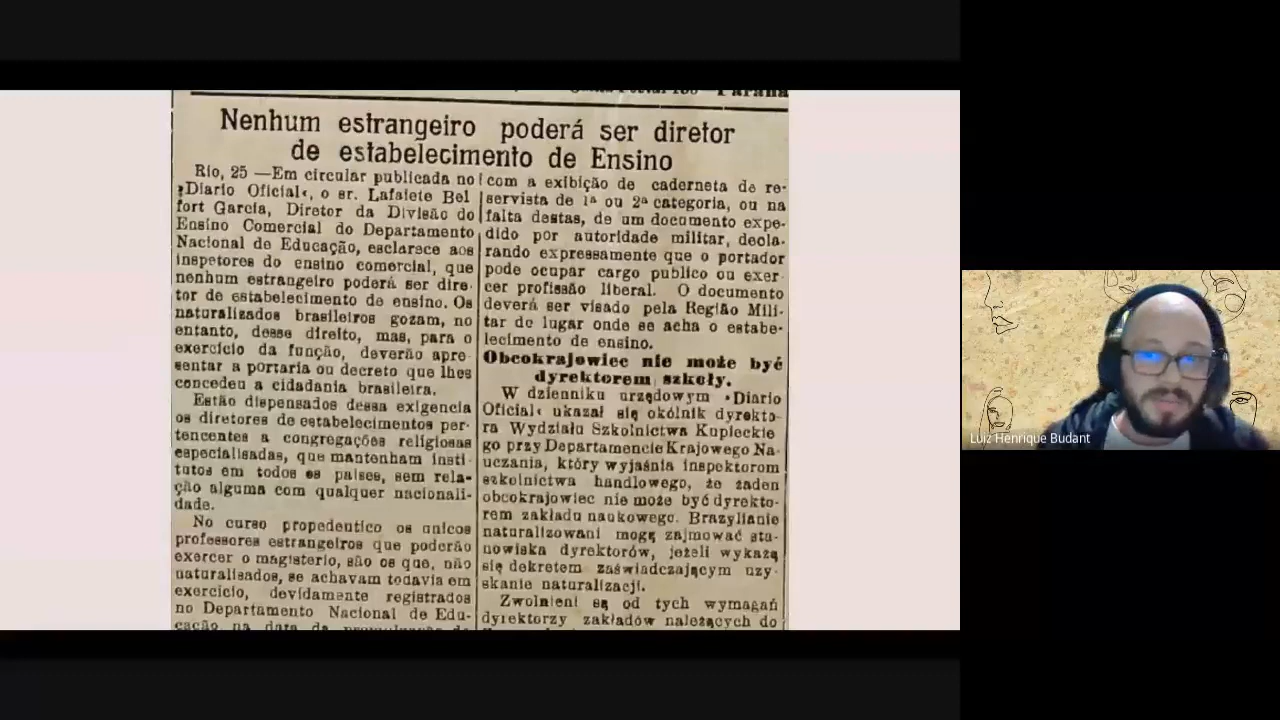 Paraná
Nenhum estrangeiro poderá ser diretor
de estabelecimento de Ensino
Rio, 25 —Em circular publicada no
»Diario Oficial«, o sr. Lafaiete Bel
fort Garcia, Diretor da Divisão do
Ensino Comercial do Departamento
Nacional de Educação, esclarece aos
inspetores do ensino comercial, que
nenhum estrangeiro poderá ser dire-
tor de estabelecimento de ensino. Os
naturalizados brasileiros gozam, no
entanto, desse direito, mas, para o
exercício da função, deverão apre-
sentar a portaria ou decreto que lhes
concedeu a cidadania brasileira.
Estão dispensados dessa exigencia
os diretores de estabelecimentos per-
tencentes a congregações religiosas
especialisadas, que mantenham insti-
tutos em todos os paises, sem rela-
ção alguma com qualquer nacionali-
dade.
No curso propedeutico os unicos
professores estrangeiros que poderão
exercer o magisterio, são os que, não
naturalisados, se achavam todavia em
exercício, devidamente registrados
no Departamento Nacional de Edu-
cação na data da
com a exibição de caderneta de re-
servista de 1ª ou 2ª categoria, ou na
falta destas, de um documento expe-
dido por autoridade militar, decla-
rando expressamente que o portador
pode ocupar cargo publico ou exer-
cer profissão liberal. O documento
deverá ser visado pela Região Mili-
tar do lugar onde se acha o estabe-
lecimento de ensino.
Obcokrajowiec nie może być
dyrektorem szkoły.
W dzienniku urzędowym »Diario
Oficial« ukazał się okólnik dyrekto-
ra Wydziału Szkolnictwa Kupieckie
go przy Departamencie Krajowego Na-
uczania, który wyjaśnia inspektorom
szkolnictwa handlowego, że żaden
obcokrajowiec nie może być dyrekto-
rem zakładu naukowego. Brazylianie
naturalizowani mogą zajmować sta-
nowiska dyrektorów, jeżeli wykażą
się dekretem zaświadczającym uzy-
skanie naturalizacji.
Zwolnieni są od tych wymagań
dyrektorzy zakładów należących do
Luiz Henrique Budant